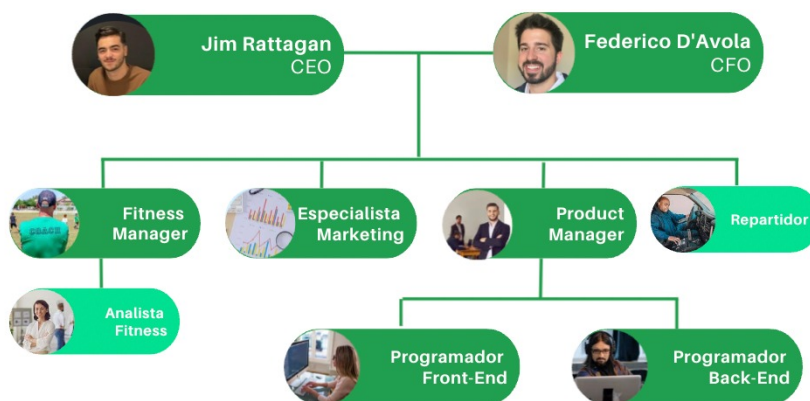 Jim Rattagan
CEO
Federico D'Avola
CFO
Fitness
Manager
Especialista
Marketing
Product
Manager
Repartidor
COACH
Analista
Fitness
Programador
Front-End
Programador
Back-End